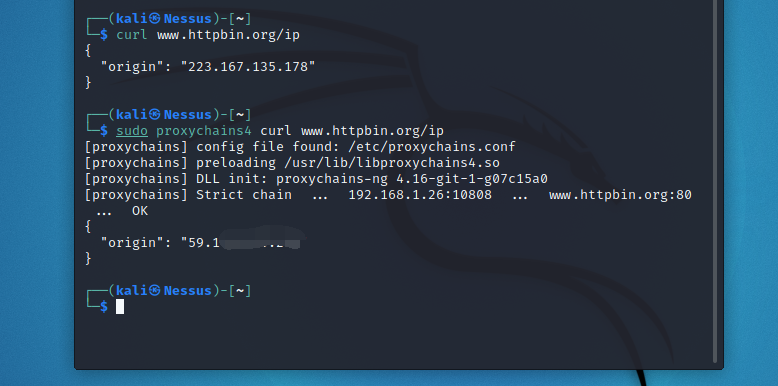 ┌──(kali㉿Nessus)-[~]
└─$ curl www.httpbin.org/ip
{
  "origin": "223.167.135.178"
}
┌──(kali㉿Nessus)-[~]
└─$ sudo proxychains4 curl www.httpbin.org/ip
[proxychains] config file found: /etc/proxychains.conf
[proxychains] preloading /usr/lib/libproxychains4.so
[proxychains] DLL init: proxychains-ng 4.16-git-1-g07c15a0
[proxychains] Strict chain  ...  192.168.1.26:10808  ...  www.httpbin.org:80
 ...  OK
{
  "origin": "59.1
}
┌──(kali㉿Nessus)-[~]
└─$